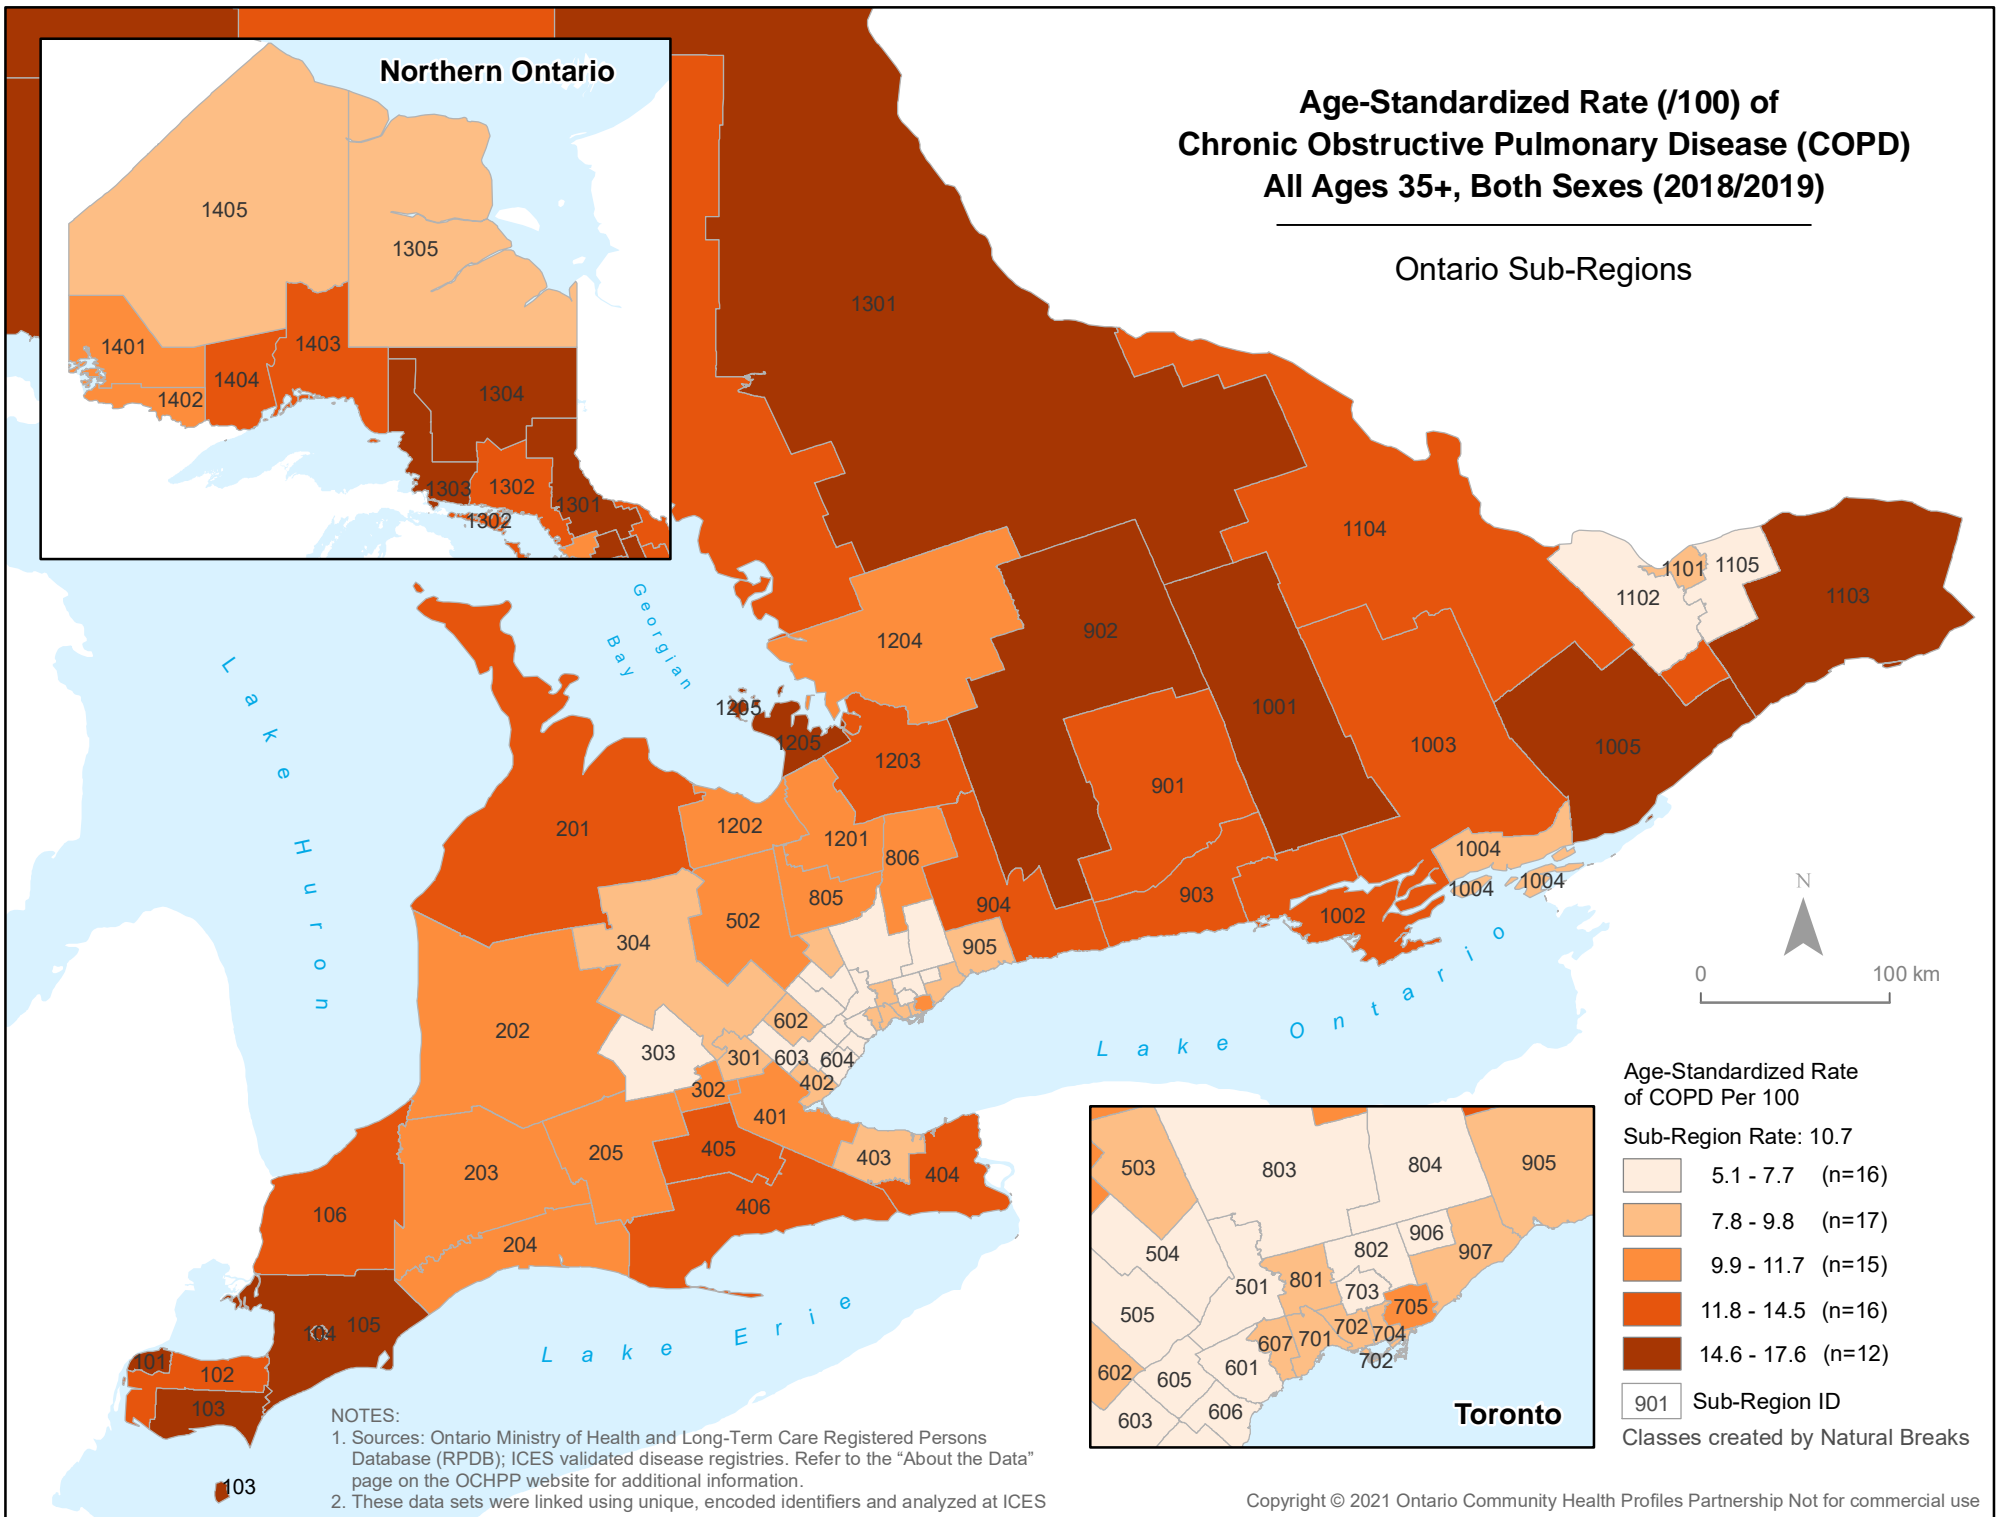 Northern Ontario
1405
1305
1401
1403
1404
1402
1304
1303
1302
1301
1302
Age-Standardized Rate (/100) of
Chronic Obstructive Pulmonary Disease (COPD)
All Ages 35+, Both Sexes (2018/2019)
Ontario Sub-Regions
1301
1104
1101
1105
1102
1103
Georgian
Bay
1204
902
1205
1205
1001
1203
1003
1005
901
Lake Huron
201
1202
1201
806
1004
1004
1004
805
904
903
1002
502
304
905
N
0 100 km
202
602
303
301
603
604
302
402
401
Lake Ontario
405
403
205
203
404
406
106
204
Lake Erie
104
105
101
102
103
103
503
803
804
905
504
906
802
907
801
501
703
705
505
702
704
607
701
702
601
602
605
606
603
Toronto
Age-Standardized Rate
of COPD Per 100
Sub-Region Rate: 10.7
5.1 - 7.7 (n=16)
7.8 - 9.8 (n=17)
9.9 - 11.7 (n=15)
11.8 - 14.5 (n=16)
14.6 - 17.6 (n=12)
901 Sub-Region ID
Classes created by Natural Breaks
NOTES:
1. Sources: Ontario Ministry of Health and Long-Term Care Registered Persons
Database (RPDB); ICES validated disease registries. Refer to the “About the Data”
page on the OCHPP website for additional information.
2. These data sets were linked using unique, encoded identifiers and analyzed at ICES
Copyright © 2021 Ontario Community Health Profiles Partnership Not for commercial use